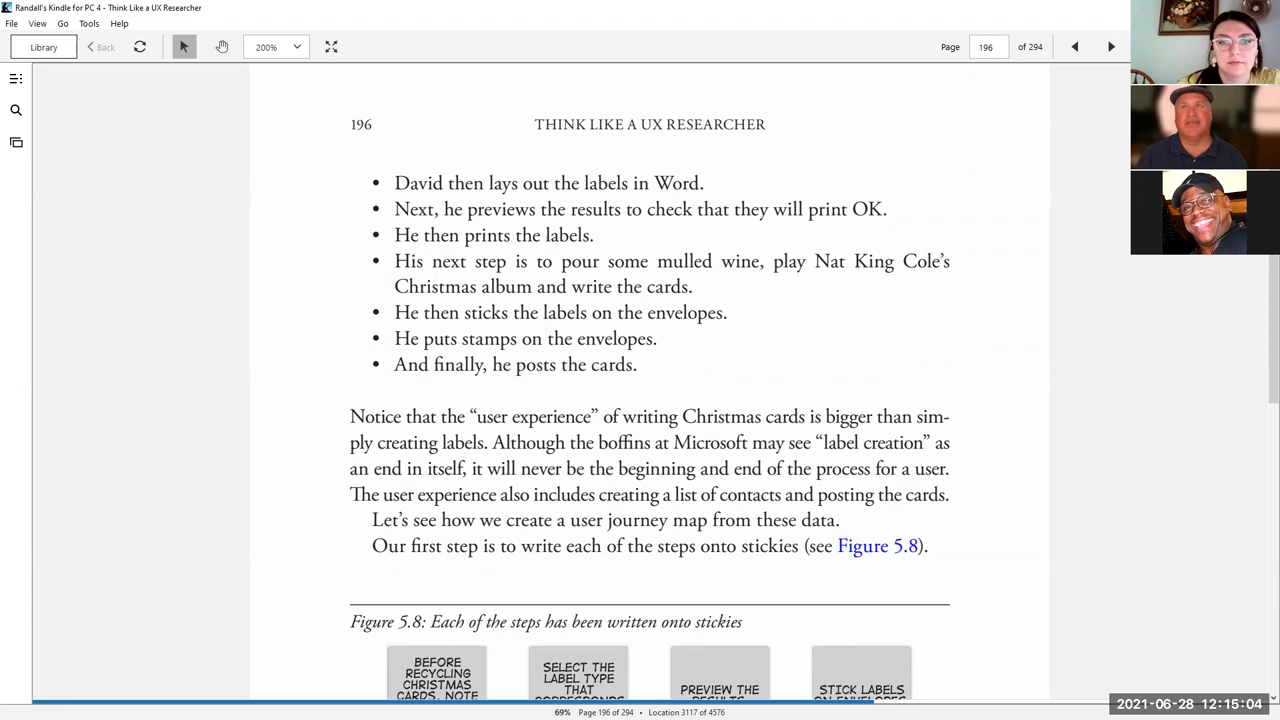 Randall's Kindle for PC 4 - Think Like a UX Researcher
File View Go Tools Help
Library Back 200% Page 196 of 294
196 THINK LIKE A UX RESEARCHER
• David then lays out the labels in Word.
• Next, he previews the results to check that they will print OK.
• He then prints the labels.
• His next step is to pour some mulled wine, play Nat King Cole's
Christmas album and write the cards.
• He then sticks the labels on the envelopes.
• He puts stamps on the envelopes.
• And finally, he posts the cards.
Notice that the “user experience” of writing Christmas cards is bigger than sim-
ply creating labels. Although the boffins at Microsoft may see “label creation” as
an end in itself, it will never be the beginning and end of the process for a user.
The user experience also includes creating a list of contacts and posting the cards.
Let's see how we create a user journey map from these data.
Our first step is to write each of the steps onto stickies (see Figure 5.8).
Figure 5.8: Each of the steps has been written onto stickies
BEFORE
RECYCLING
CHRISTMAS
CARDS, NOTE
SELECT THE
LABEL TYPE
THAT
CORRESPONDS
PREVIEW THE
RESULTS
STICK LABELS
ON ENVELOPES
69% Page 196 of 294 • Location 3117 of 4576
2021-06-28 12:15:04